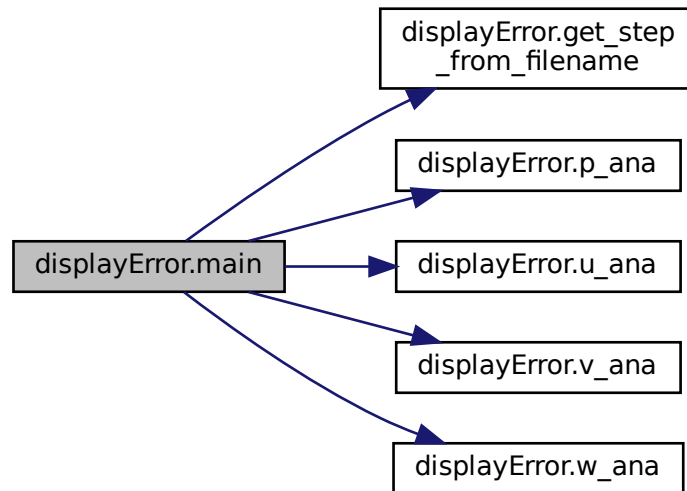 displayError.get_step
_from_filename
displayError.p_ana
displayError.main
displayError.u_ana
displayError.v_ana
displayError.w_ana